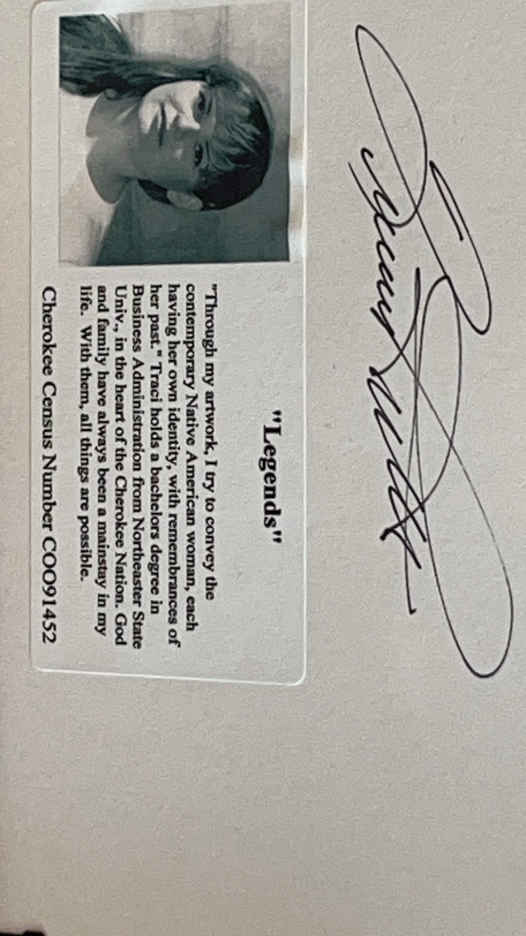 "Legends"
"Through my artwork, I try to convey the
contemporary Native American woman, each
having her own identity, with remembrances of
her past." Traci holds a bachelors degree in
Business Administration from Northeaster State
Univ., in the heart of the Cherokee Nation. God
and family have always been a mainstay in my
life. With them, all things are possible.
Cherokee Census Number COO91452